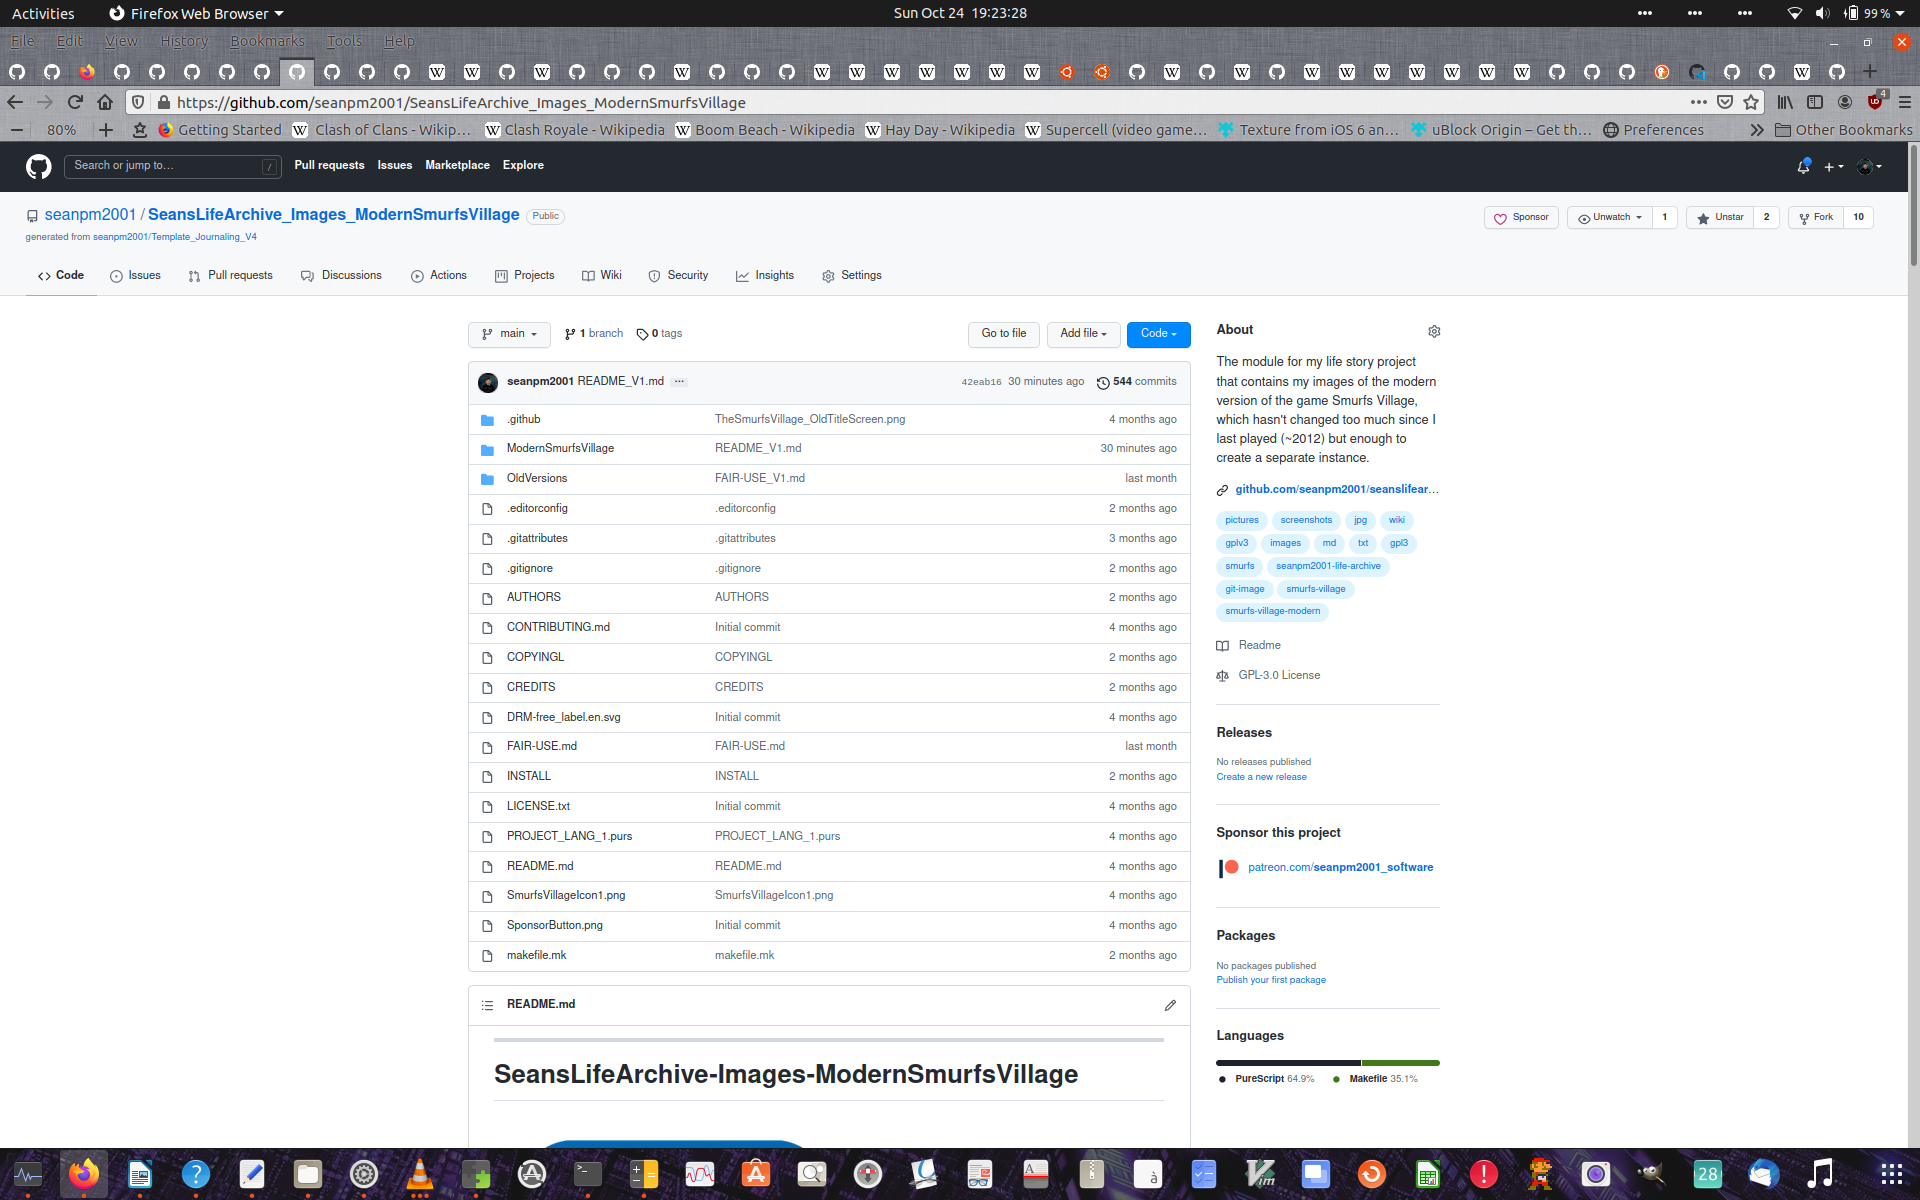 Activities Firefox Web Browser Sun Oct 24 19:23:28 99 %
File Edit View History Bookmarks Tools Help
https://github.com/seanpm2001/SeansLifeArchive_Images_ModernSmurfsVillage 4
80% Getting Started Clash of Clans - Wikip… Clash Royale - Wikipedia Boom Beach - Wikipedia Hay Day - Wikipedia Supercell (video game… Texture from iOS 6 an… uBlock Origin – Get th… Preferences Other Bookmarks
Search or jump to… / Pull requests Issues Marketplace Explore
seanpm2001 / SeansLifeArchive_Images_ModernSmurfsVillage Public Sponsor Unwatch 1 Unstar 2 Fork 10
generated from seanpm2001/Template_Journaling_V4
Code Issues Pull requests Discussions Actions Projects Wiki Security Insights Settings
main 1 branch 0 tags Go to file Add file Code
seanpm2001 README_V1.md ... 42eab16 30 minutes ago 544 commits
.github TheSmurfsVillage_OldTitleScreen.png 4 months ago
ModernSmurfsVillage README_V1.md 30 minutes ago
OldVersions FAIR-USE_V1.md last month
.editorconfig .editorconfig 2 months ago
.gitattributes .gitattributes 3 months ago
.gitignore .gitignore 2 months ago
AUTHORS AUTHORS 2 months ago
CONTRIBUTING.md Initial commit 4 months ago
COPYINGL COPYINGL 2 months ago
CREDITS CREDITS 2 months ago
DRM-free_label.en.svg Initial commit 4 months ago
FAIR-USE.md FAIR-USE.md last month
INSTALL INSTALL 2 months ago
LICENSE.txt Initial commit 4 months ago
PROJECT_LANG_1.purs PROJECT_LANG_1.purs 4 months ago
README.md README.md 4 months ago
SmurfsVillageIcon1.png SmurfsVillageIcon1.png 4 months ago
SponsorButton.png Initial commit 4 months ago
makefile.mk makefile.mk 2 months ago
README.md
SeansLifeArchive-Images-ModernSmurfsVillage
About
The module for my life story project
that contains my images of the modern
version of the game Smurfs Village,
which hasn't changed too much since I
last played (~2012) but enough to
create a separate instance.
github.com/seanpm2001/seanslifear…
pictures screenshots jpg wiki
gplv3 images md txt gpl3
smurfs seanpm2001-life-archive
git-image smurfs-village
smurfs-village-modern
Readme
GPL-3.0 License
Releases
No releases published
Create a new release
Sponsor this project
patreon.com/seanpm2001_software
Packages
No packages published
Publish your first package
Languages
PureScript 64.9% Makefile 35.1%
28